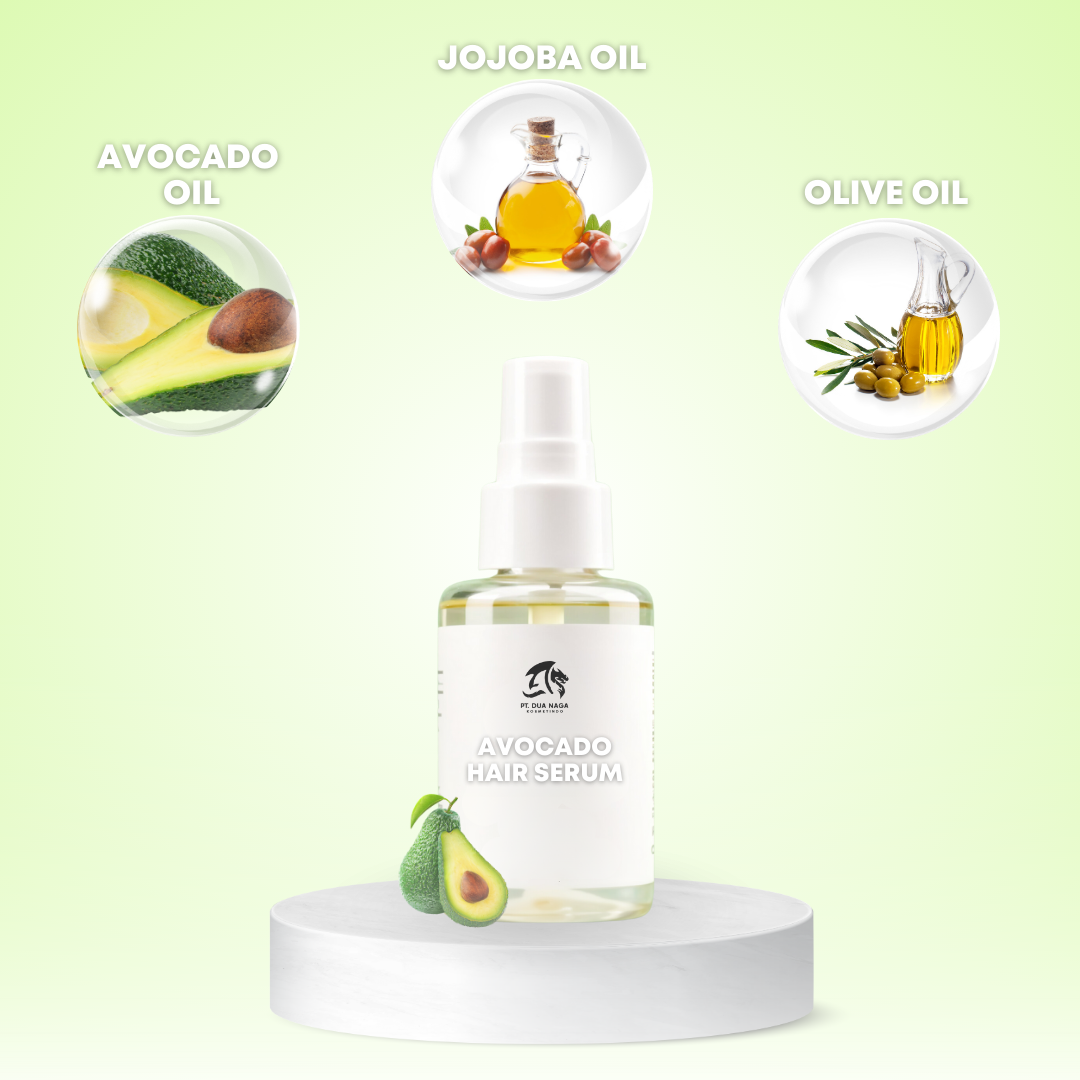 JOJOBA OIL
AVOCADO
OIL
OLIVE OIL
PT. DUA NAGA
KOSMETINDO
AVOCADO
HAIR SERUM